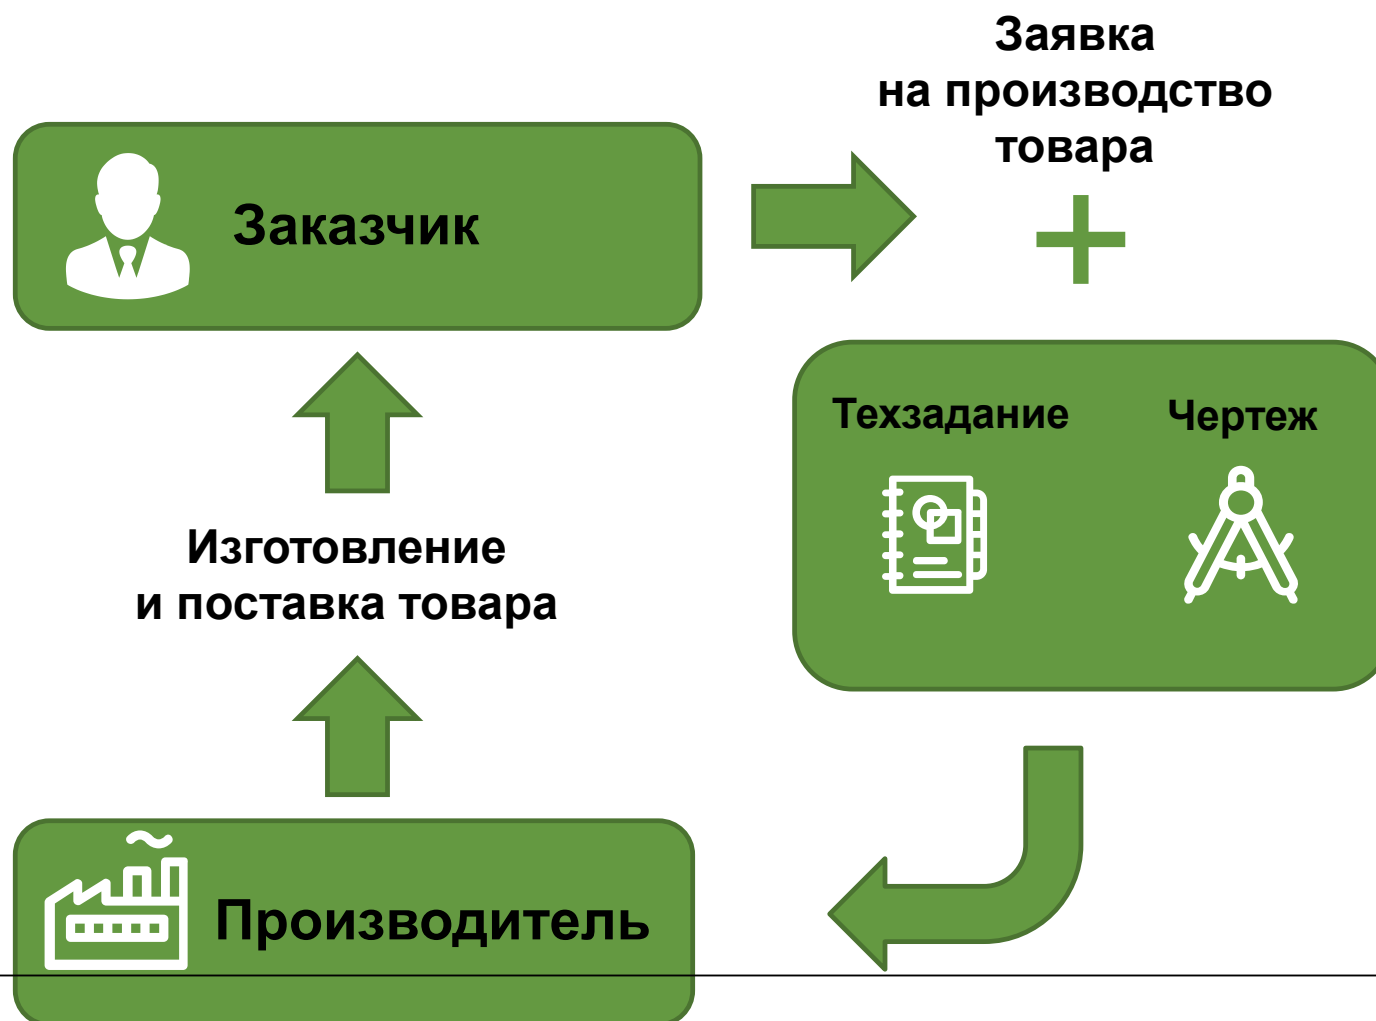 Заявка
на производство
товара
Заказчик
Техзадание
Чертеж
Изготовление
и поставка товара
Производитель